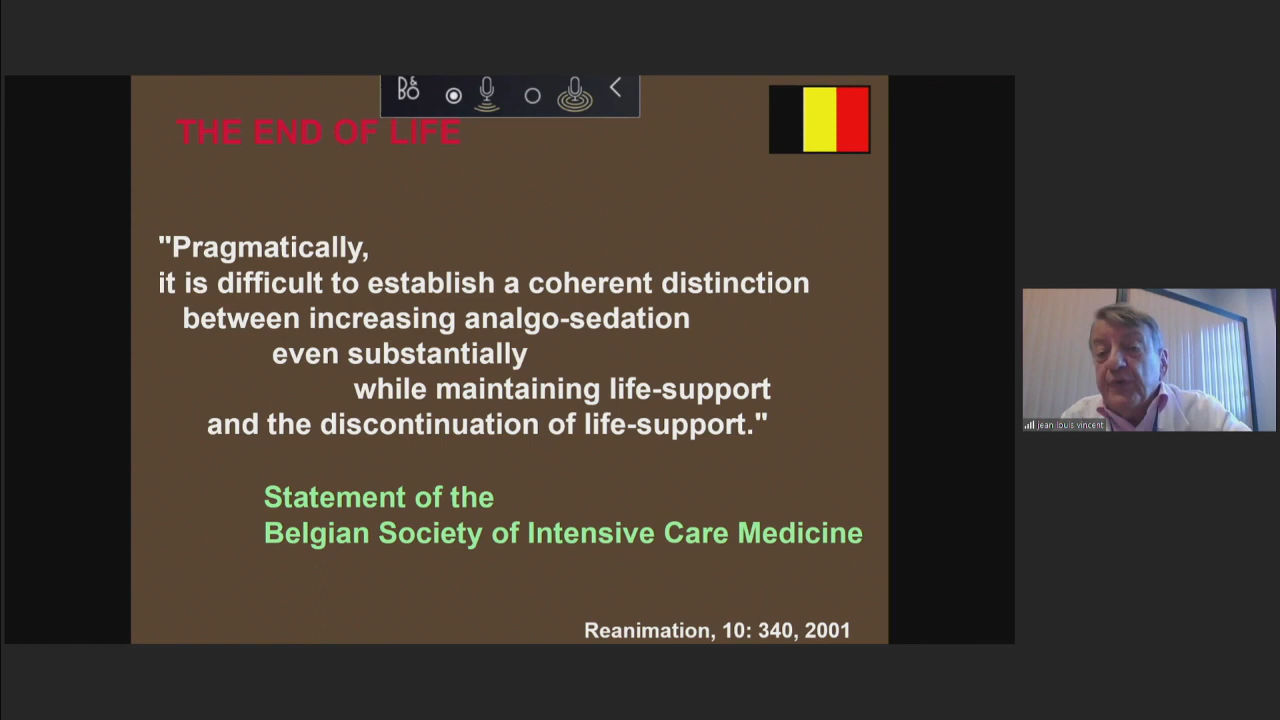 B&O
THE END OF LIFE
"Pragmatically,
it is difficult to establish a coherent distinction
between increasing analgo-sedation
even substantially
while maintaining life-support
and the discontinuation of life-support."
Statement of the
Belgian Society of Intensive Care Medicine
Reanimation, 10: 340, 2001
jean louis vincent